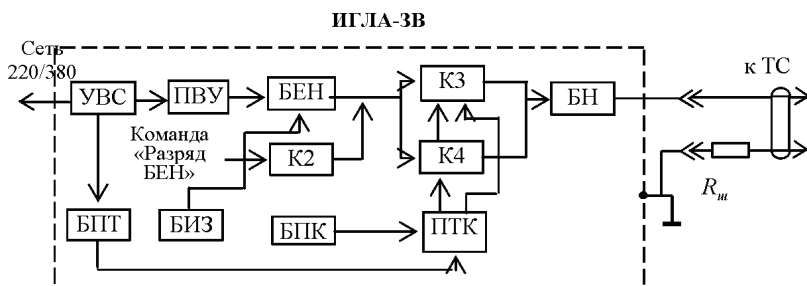 ИГЛА-3В
Сеть
220/380
к ТС
УВС
ПВУ
БЕН
К3
БН
Команда
«Разряд
БЕН»
К2
К4
Rш
БПТ
БИЗ
БПК
ПТК